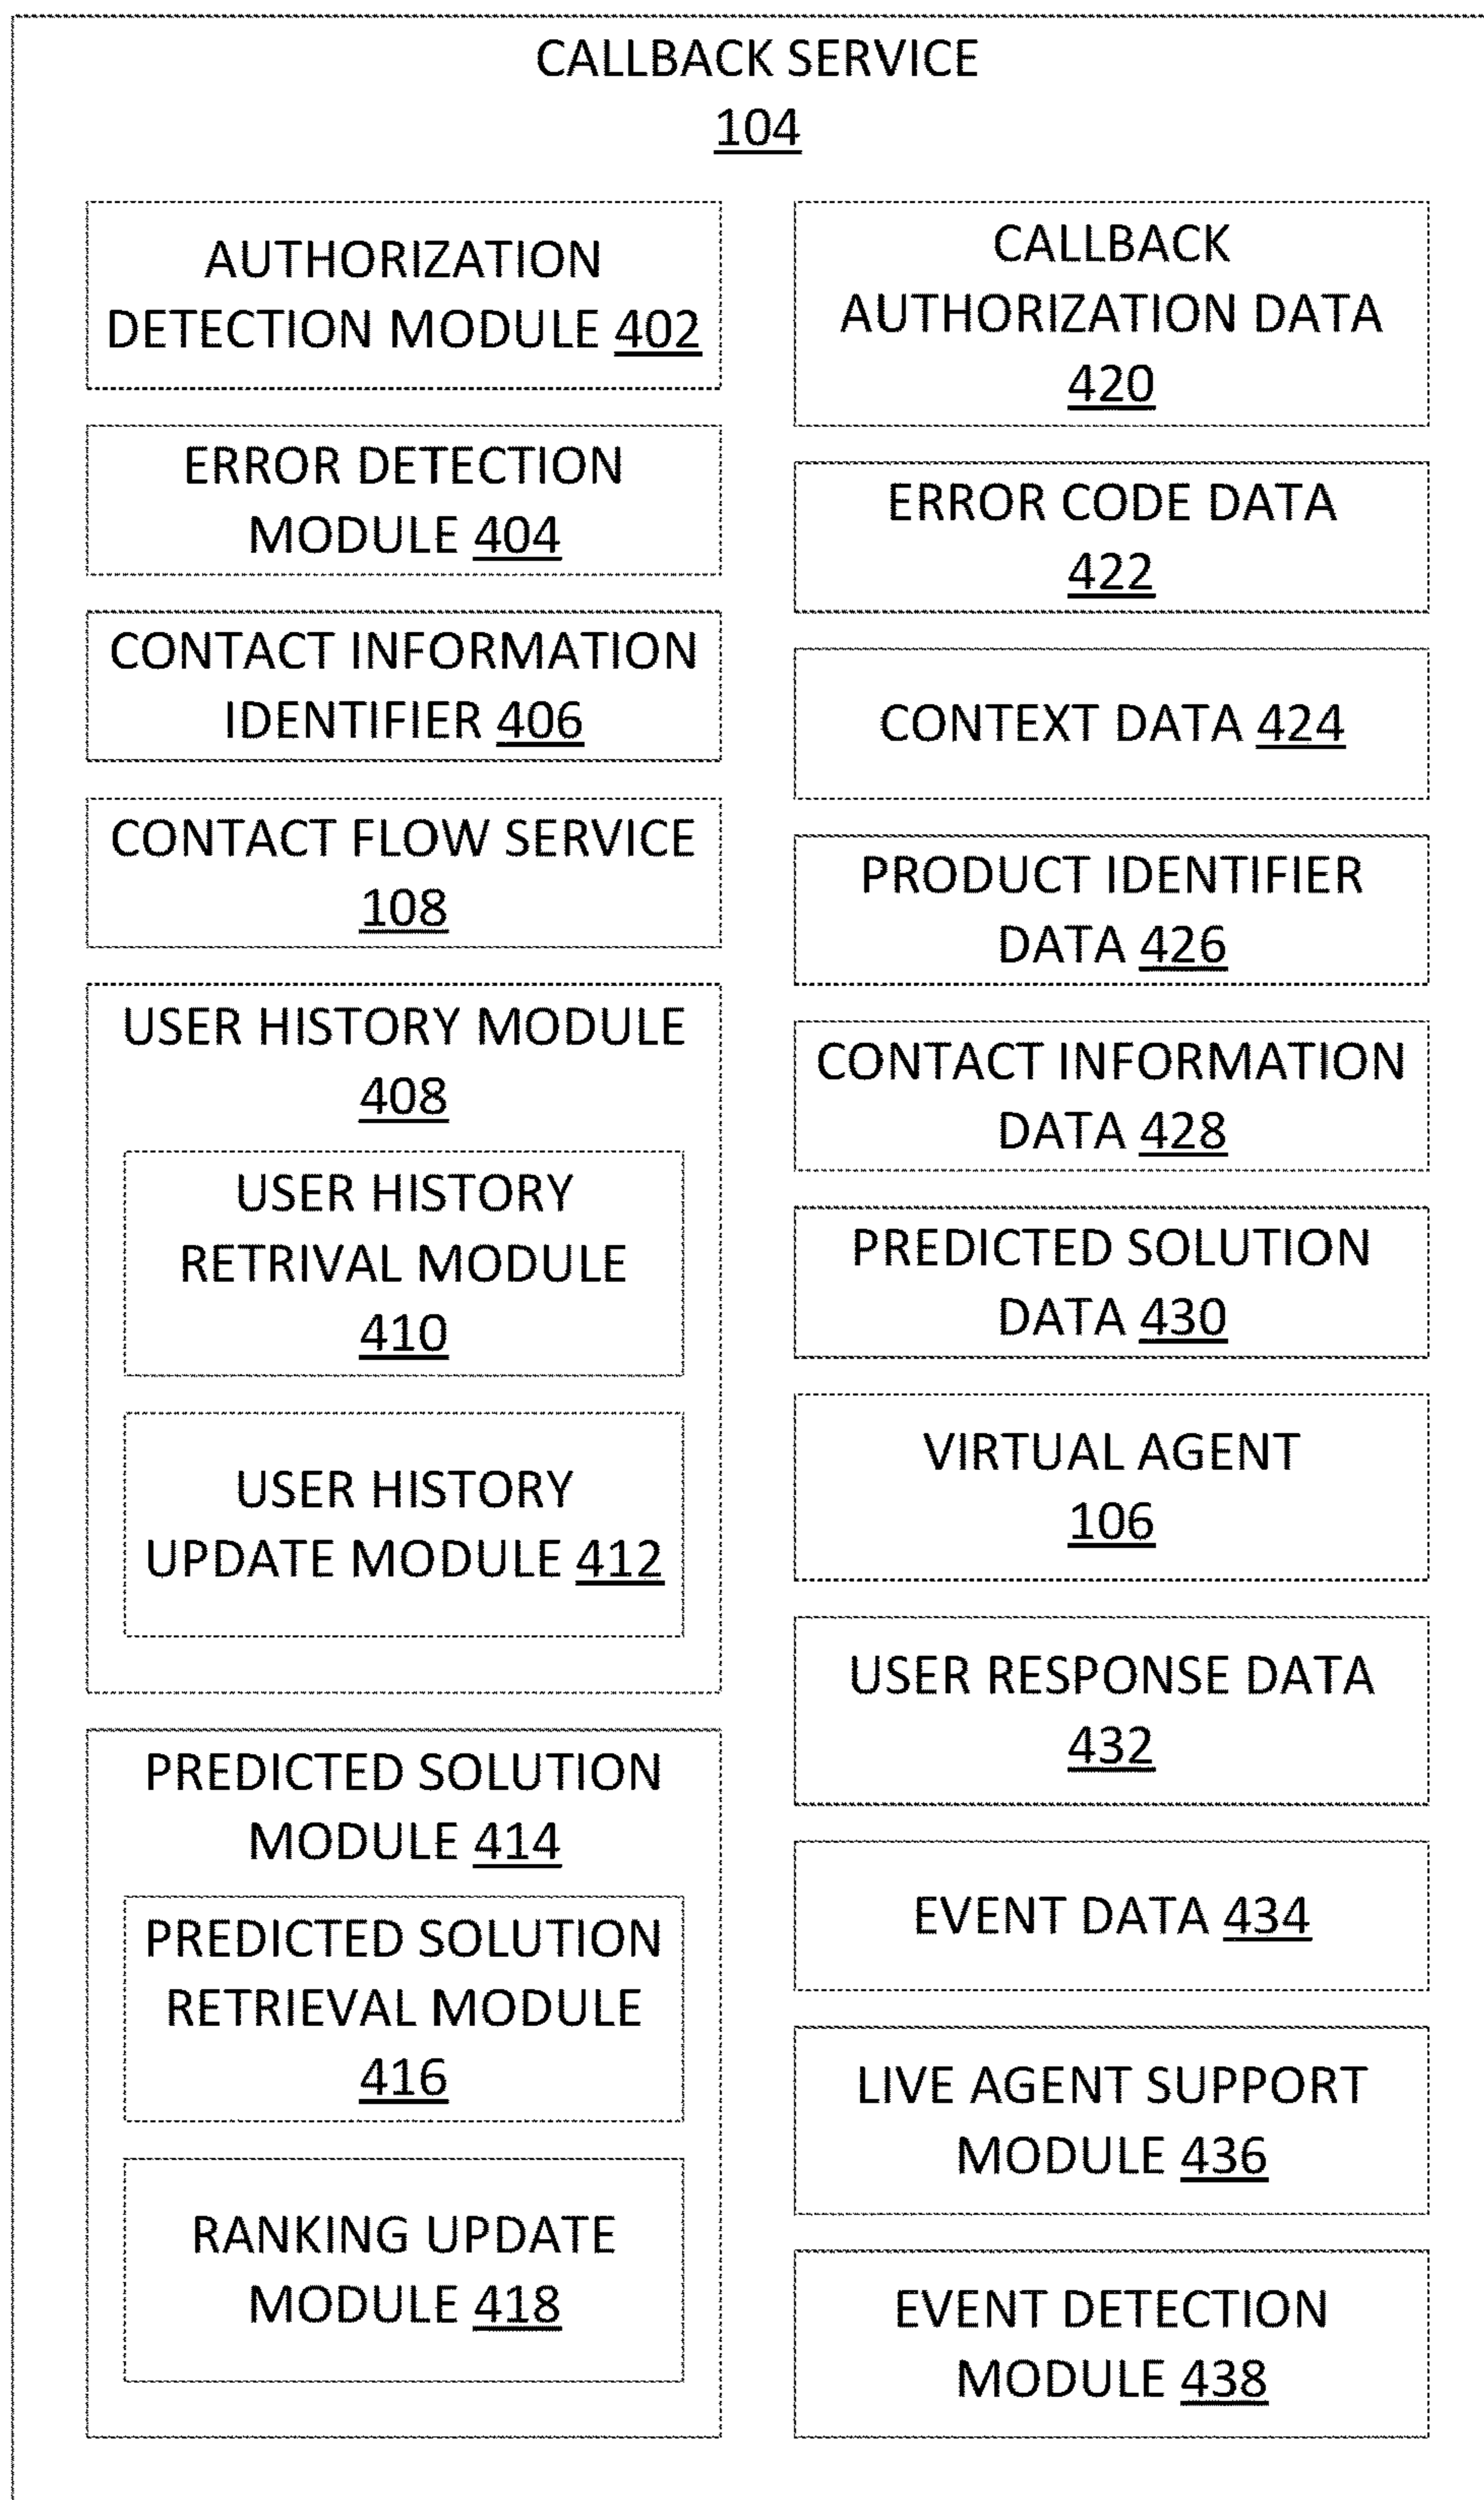 CALLBACK SERVICE
104
AUTHORIZATION
DETECTION MODULE 402
ERROR DETECTION
MODULE 404
CONTACT INFORMATION
IDENTIFIER 406
CONTACT FLOW SERVICE
108
USER HISTORY MODULE
408
USER HISTORY
RETRIVAL MODULE
410
USER HISTORY
UPDATE MODULE 412
PREDICTED SOLUTION
MODULE 414
PREDICTED SOLUTION
RETRIEVAL MODULE
416
RANKING UPDATE
MODULE 418
CALLBACK
AUTHORIZATION DATA
420
ERROR CODE DATA
422
CONTEXT DATA 424
PRODUCT IDENTIFIER
DATA 426
CONTACT INFORMATION
DATA 428
PREDICTED SOLUTION
DATA 430
VIRTUAL AGENT
106
USER RESPONSE DATA
432
EVENT DATA 434
LIVE AGENT SUPPORT
MODULE 436
EVENT DETECTION
MODULE 438